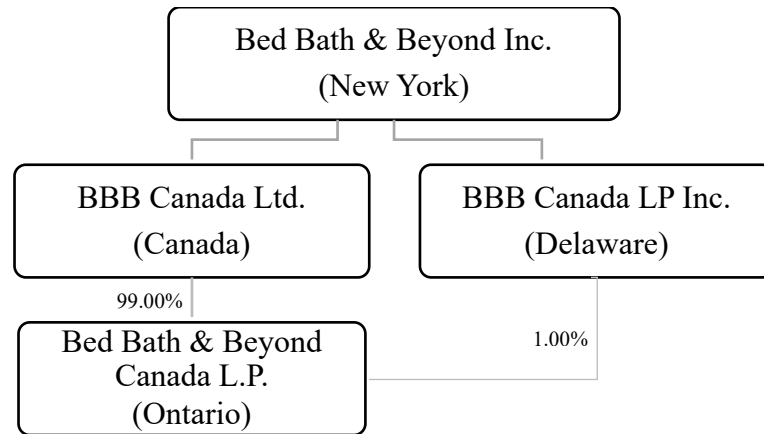 Bed Bath & Beyond Inc.
(New York)
BBB Canada Ltd.
(Canada)
BBB Canada LP Inc.
(Delaware)
99.00%
1.00%
Bed Bath & Beyond
Canada L.P.
(Ontario)